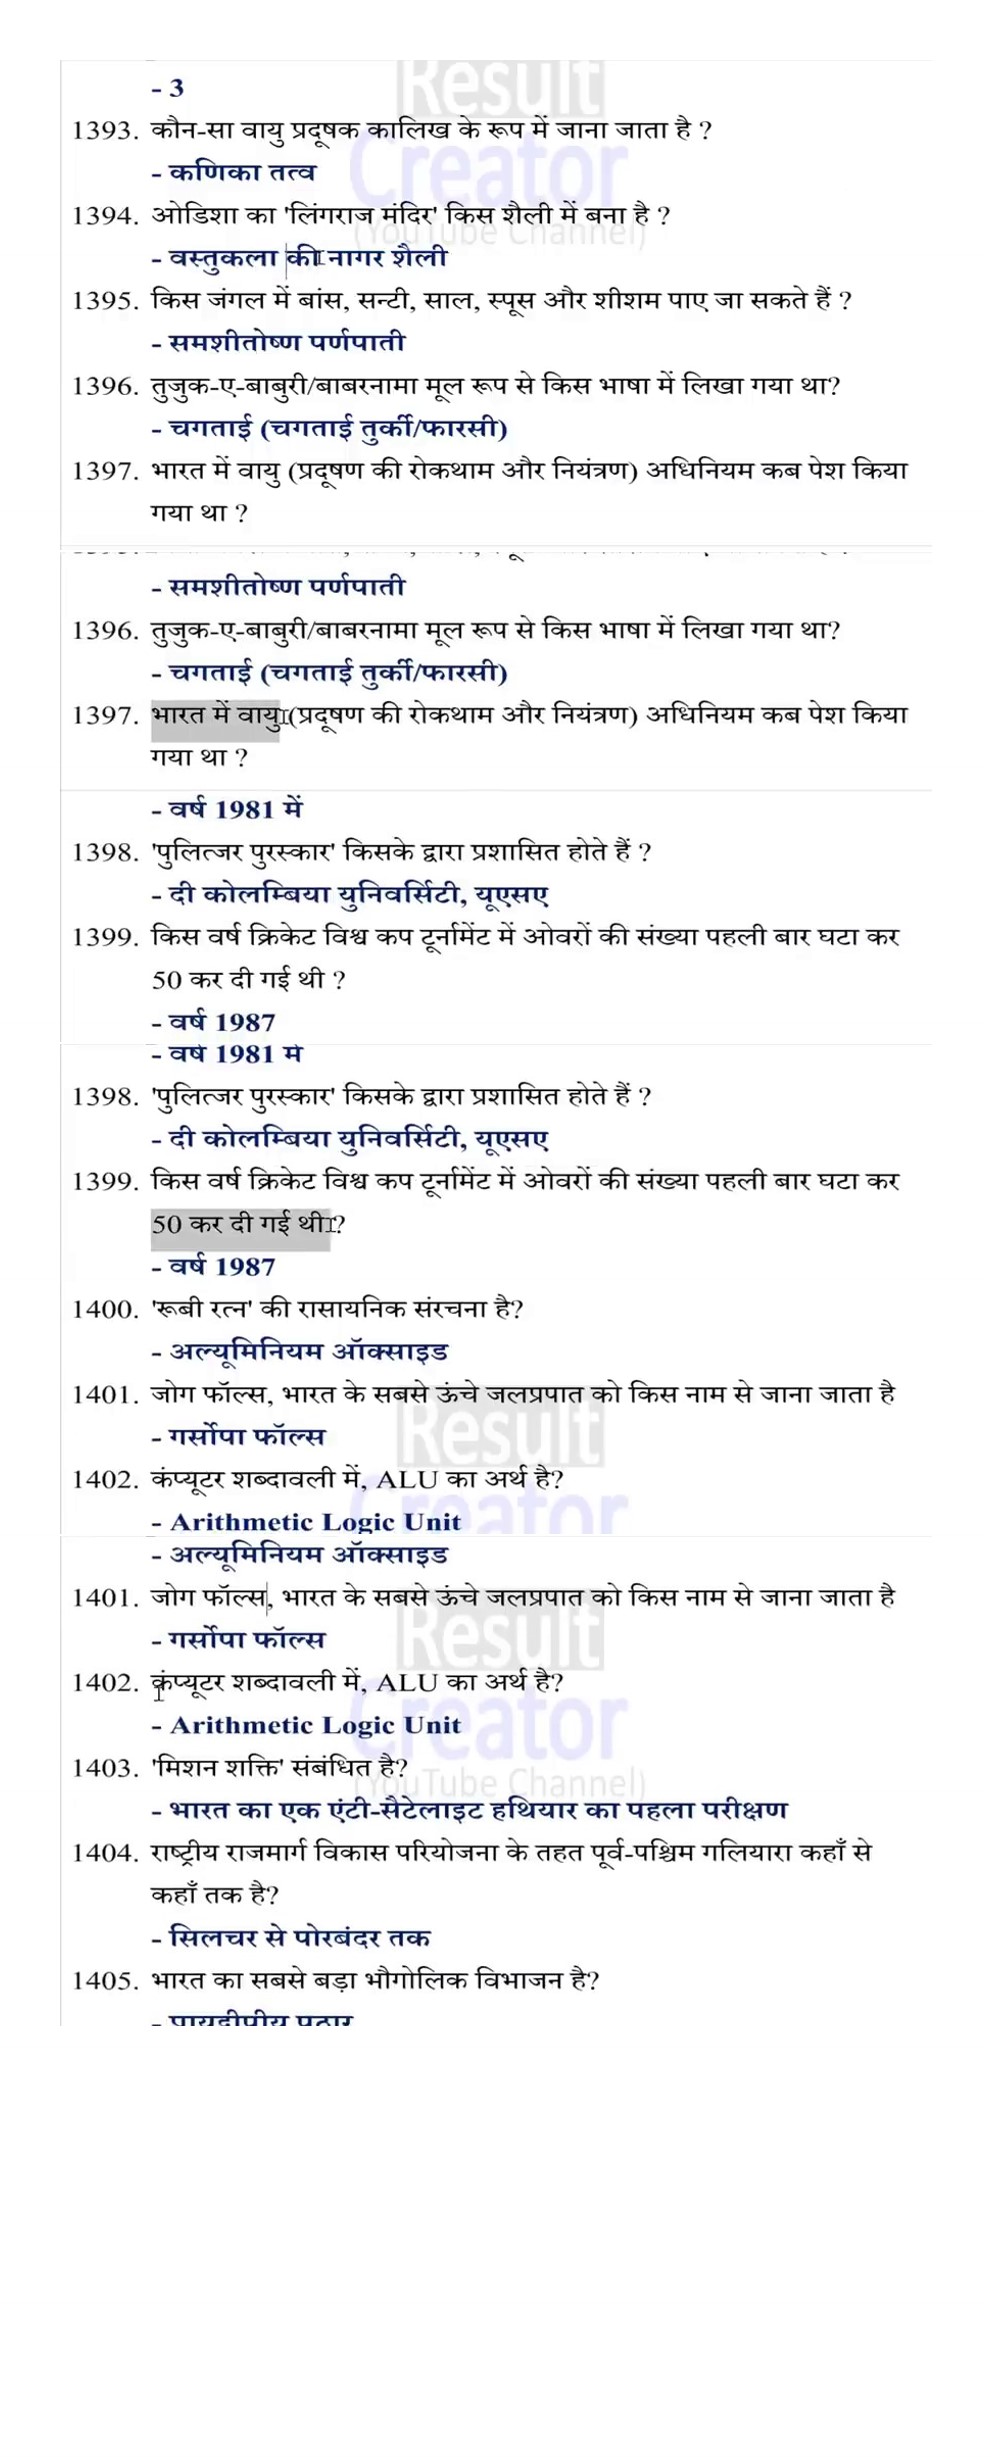 Result
- 3
1393. कौन-सा वायु प्रदूषक कालिख के रूप में जाना जाता है ?
Creator
- कणिका तत्व
1394. ओडिशा का 'लिंगराज मंदिर' किस शैली में बना है ?
(YouTube Channel)
- वस्तुकला की नागर शैली
1395. किस जंगल में बांस, सन्टी, साल, स्पूस और शीशम पाए जा सकते हैं ?
- समशीतोष्ण पर्णपाती
1396. तुजुक-ए-बाबुरी/बाबरनामा मूल रूप से किस भाषा में लिखा गया था?
- चगताई (चगताई तुर्की/फारसी)
1397. भारत में वायु (प्रदूषण की रोकथाम और नियंत्रण) अधिनियम कब पेश किया
गया था ?
- समशीतोष्ण पर्णपाती
1396. तुजुक-ए-बाबुरी/बाबरनामा मूल रूप से किस भाषा में लिखा गया था?
- चगताई (चगताई तुर्की/फारसी)
1397. भारत में वायु (प्रदूषण की रोकथाम और नियंत्रण) अधिनियम कब पेश किया
गया था ?
- वर्ष 1981 में
1398. 'पुलित्जर पुरस्कार' किसके द्वारा प्रशासित होते हैं ?
- दी कोलम्बिया युनिवर्सिटी, यूएसए
1399. किस वर्ष क्रिकेट विश्व कप टूर्नामेंट में ओवरों की संख्या पहली बार घटा कर
50 कर दी गई थी ?
- वर्ष 1987
- वर्ष 1981 में
1398. 'पुलित्जर पुरस्कार' किसके द्वारा प्रशासित होते हैं ?
- दी कोलम्बिया युनिवर्सिटी, यूएसए
1399. किस वर्ष क्रिकेट विश्व कप टूर्नामेंट में ओवरों की संख्या पहली बार घटा कर
50 कर दी गई थी ?
- वर्ष 1987
1400. 'रूबी रत्न' की रासायनिक संरचना है?
- अल्यूमिनियम ऑक्साइड
1401. जोग फॉल्स, भारत के सबसे ऊंचे जलप्रपात को किस नाम से जाना जाता है
Result
- गर्सोपा फॉल्स
1402. कंप्यूटर शब्दावली में, ALU का अर्थ है?
Creator
- Arithmetic Logic Unit
- अल्यूमिनियम ऑक्साइड
1401. जोग फॉल्स, भारत के सबसे ऊंचे जलप्रपात को किस नाम से जाना जाता है
Result
- गर्सोपा फॉल्स
1402. कंप्यूटर शब्दावली में, ALU का अर्थ है?
Creator
- Arithmetic Logic Unit
1403. 'मिशन शक्ति' संबंधित है?
(YouTube Channel)
- भारत का एक एंटी-सैटेलाइट हथियार का पहला परीक्षण
1404. राष्ट्रीय राजमार्ग विकास परियोजना के तहत पूर्व-पश्चिम गलियारा कहाँ से
कहाँ तक है?
- सिलचर से पोरबंदर तक
1405. भारत का सबसे बड़ा भौगोलिक विभाजन है?
- प्रायद्वीपीय पठार